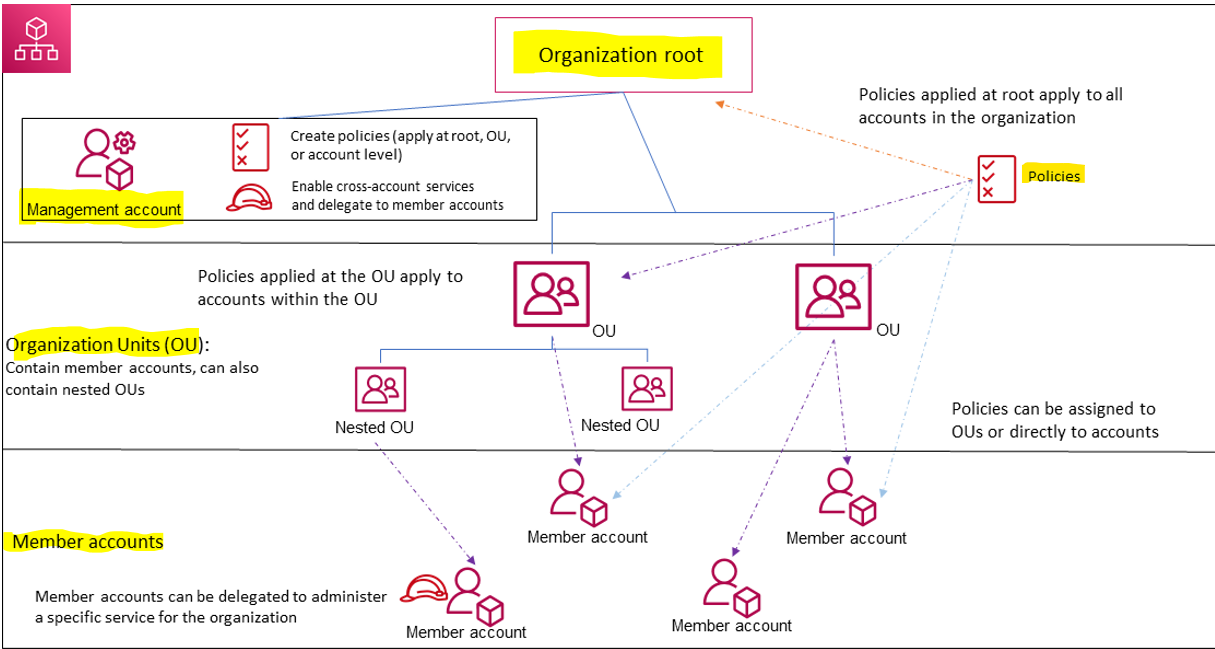 Organization root
Policies applied at root apply to all
accounts in the organization
Create policies (apply at root, OU,
or account level)
Enable cross-account services
and delegate to member accounts
Management account
Policies
Policies applied at the OU apply to
accounts within the OU
OU
OU
Organization Units (OU):
Contain member accounts, can also
contain nested OUs
Nested OU
Nested OU
Policies can be assigned to
OUs or directly to accounts
Member account
Member account
Member accounts
Member accounts can be delegated to administer
a specific service for the organization
Member account
Member account